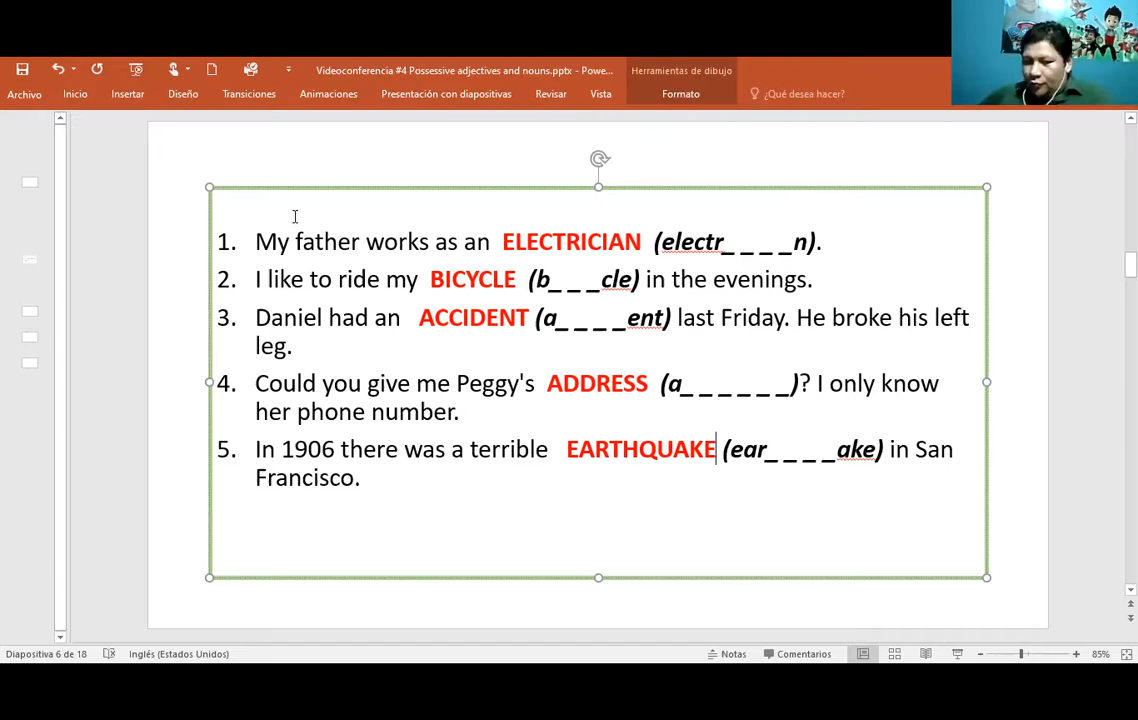 Videoconferencia #4 Possessive adjectives and nouns.pptx - Powe...
Herramientas de dibujo
Archivo Inicio Insertar Diseño Transiciones Animaciones Presentación con diapositivas Revisar Vista Formato ¿Qué desea hacer?
1. My father works as an ELECTRICIAN (electr_ _ _ _n).
2. I like to ride my BICYCLE (b_ _ _cle) in the evenings.
3. Daniel had an ACCIDENT (a_ _ _ _ent) last Friday. He broke his left
leg.
4. Could you give me Peggy's ADDRESS (a_ _ _ _ _ _)? I only know
her phone number.
5. In 1906 there was a terrible EARTHQUAKE (ear_ _ _ _ake) in San
Francisco.
Diapositiva 6 de 18 Inglés (Estados Unidos) Notas Comentarios 85%